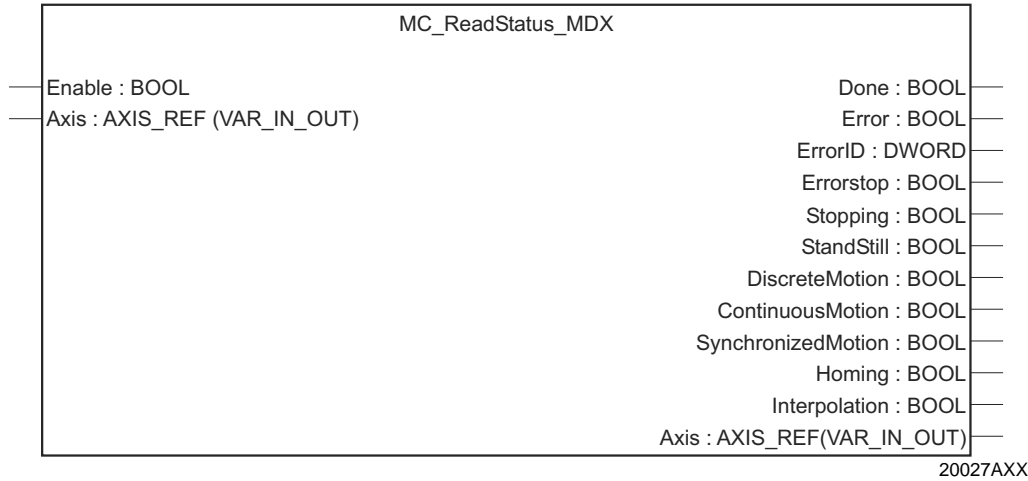 MC_ReadStatus_MDX
Enable : BOOL
Done : BOOL
Axis : AXIS_REF (VAR_IN_OUT)
Error : BOOL
ErrorID : DWORD
Errorstop : BOOL
Stopping : BOOL
StandStill : BOOL
DiscreteMotion : BOOL
ContinuousMotion : BOOL
SynchronizedMotion : BOOL
Homing : BOOL
Interpolation : BOOL
Axis : AXIS_REF(VAR_IN_OUT)
20027AXX